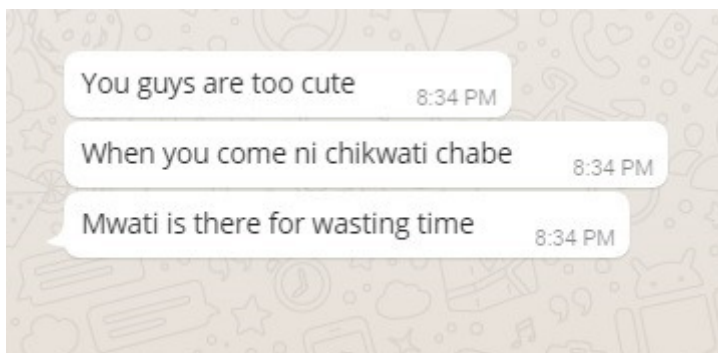 You guys are too cute 8:34 PM
When you come ni chikwati chabe 8:34 PM
Mwati is there for wasting time 8:34 PM